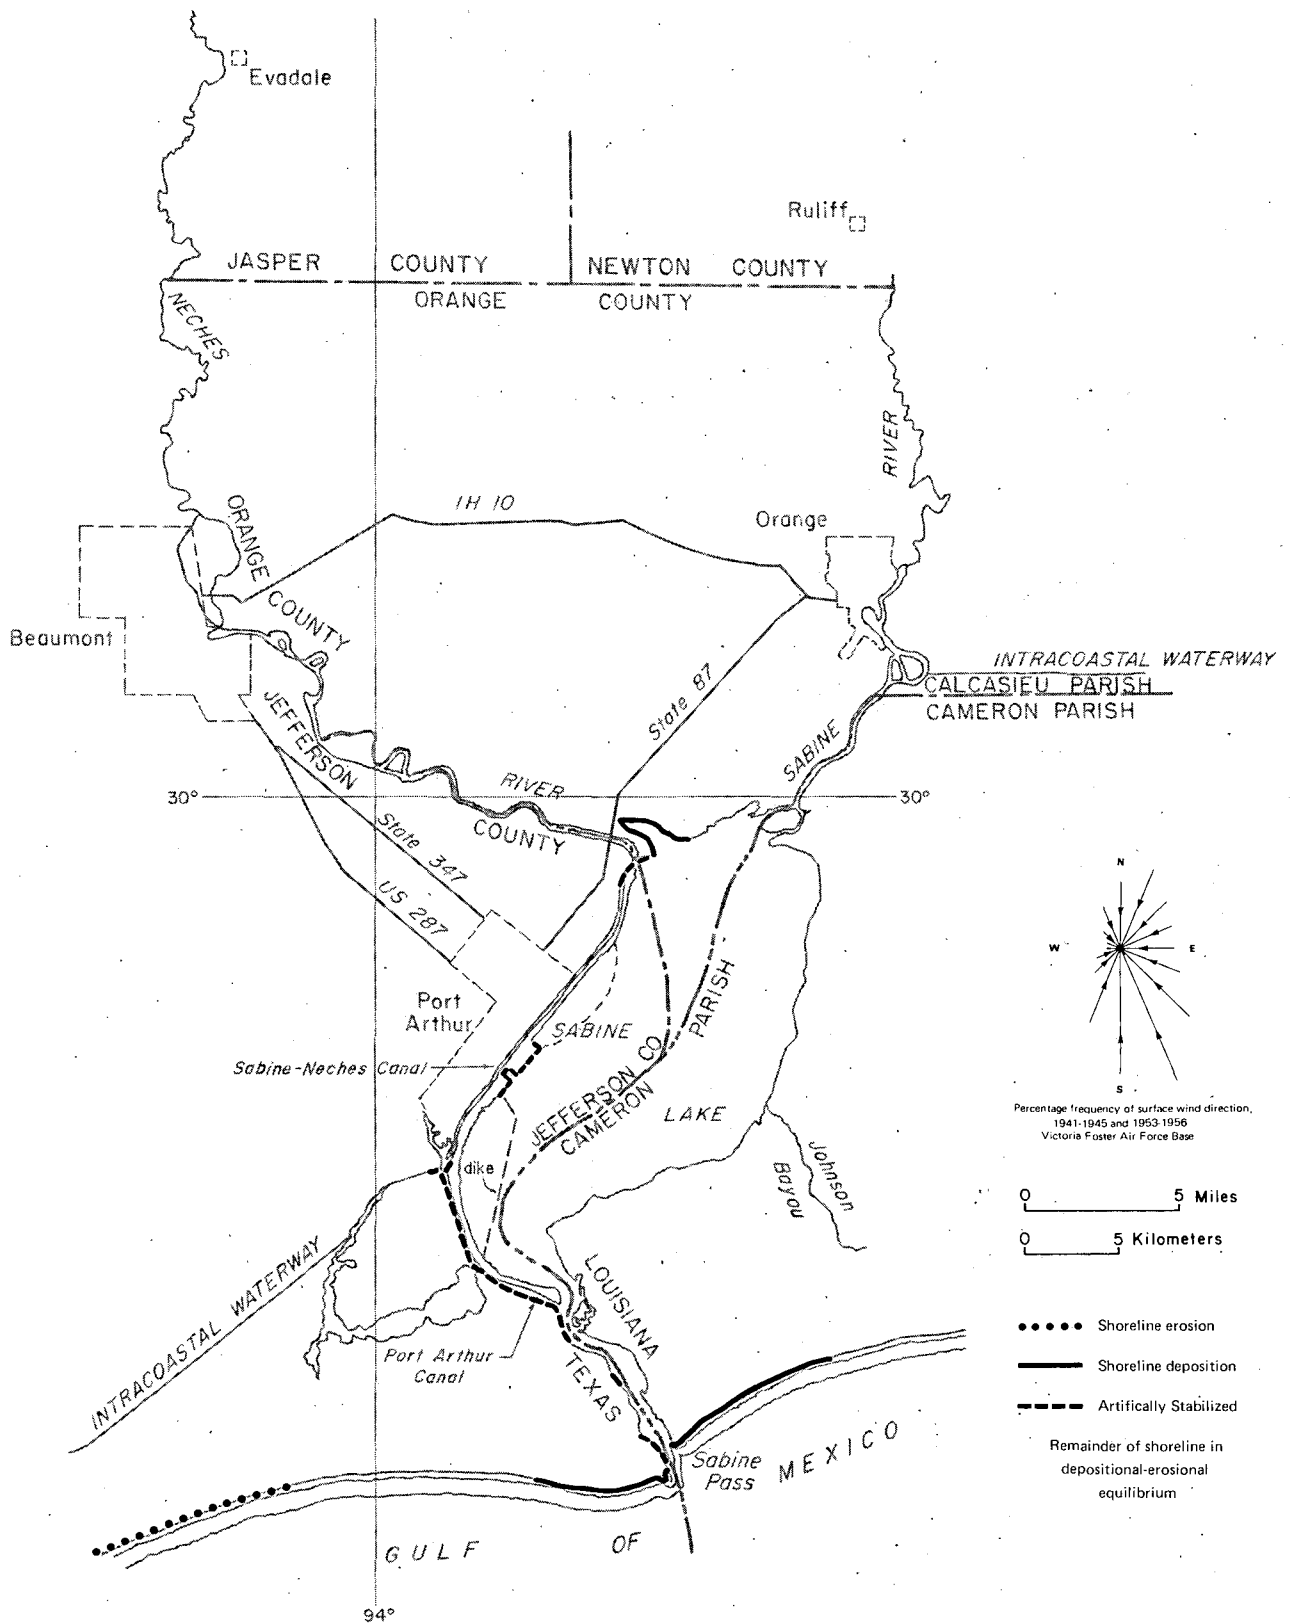 Evadale
Ruliff
JASPER COUNTY
NEWTON COUNTY
ORANGE COUNTY
NECHES
RIVER
IH 10
Orange
ORANGE COUNTY
Beaumont
INTRACOASTAL WATERWAY
CALCASIEU PARISH
CAMERON PARISH
State 87
JEFFERSON
SABINE
RIVER
30°
30°
COUNTY
State 347
US 287
N
W
E
S
Port
Arthur
PARISH
SABINE
Sabine-Neches Canal
JEFFERSON CO
CAMERON
LAKE
Percentage frequency of surface wind direction,
1941-1945 and 1953-1956
Victoria Foster Air Force Base
dike
Johnson
Bayou
0 5 Miles
0 5 Kilometers
INTRACOASTAL WATERWAY
LOUISIANA
TEXAS
Port Arthur
Canal
Shoreline erosion
Shoreline deposition
Artifically Stabilized
Remainder of shoreline in
depositional-erosional
equilibrium
Sabine
Pass
GULF OF MEXICO
94°